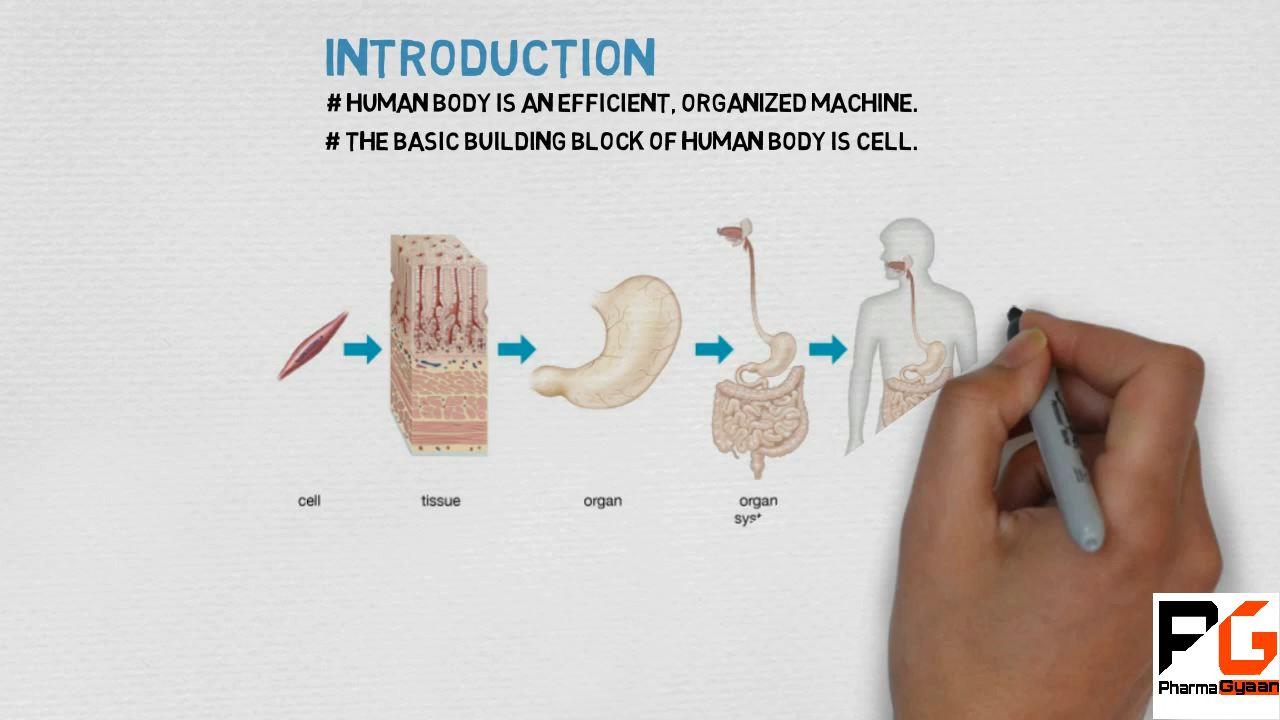 INTRODUCTION
# HUMAN BODY IS AN EFFICIENT, ORGANIZED MACHINE.
# THE BASIC BUILDING BLOCK OF HUMAN BODY IS CELL.
cell
tissue
organ
organ
PG
PharmaGyaan